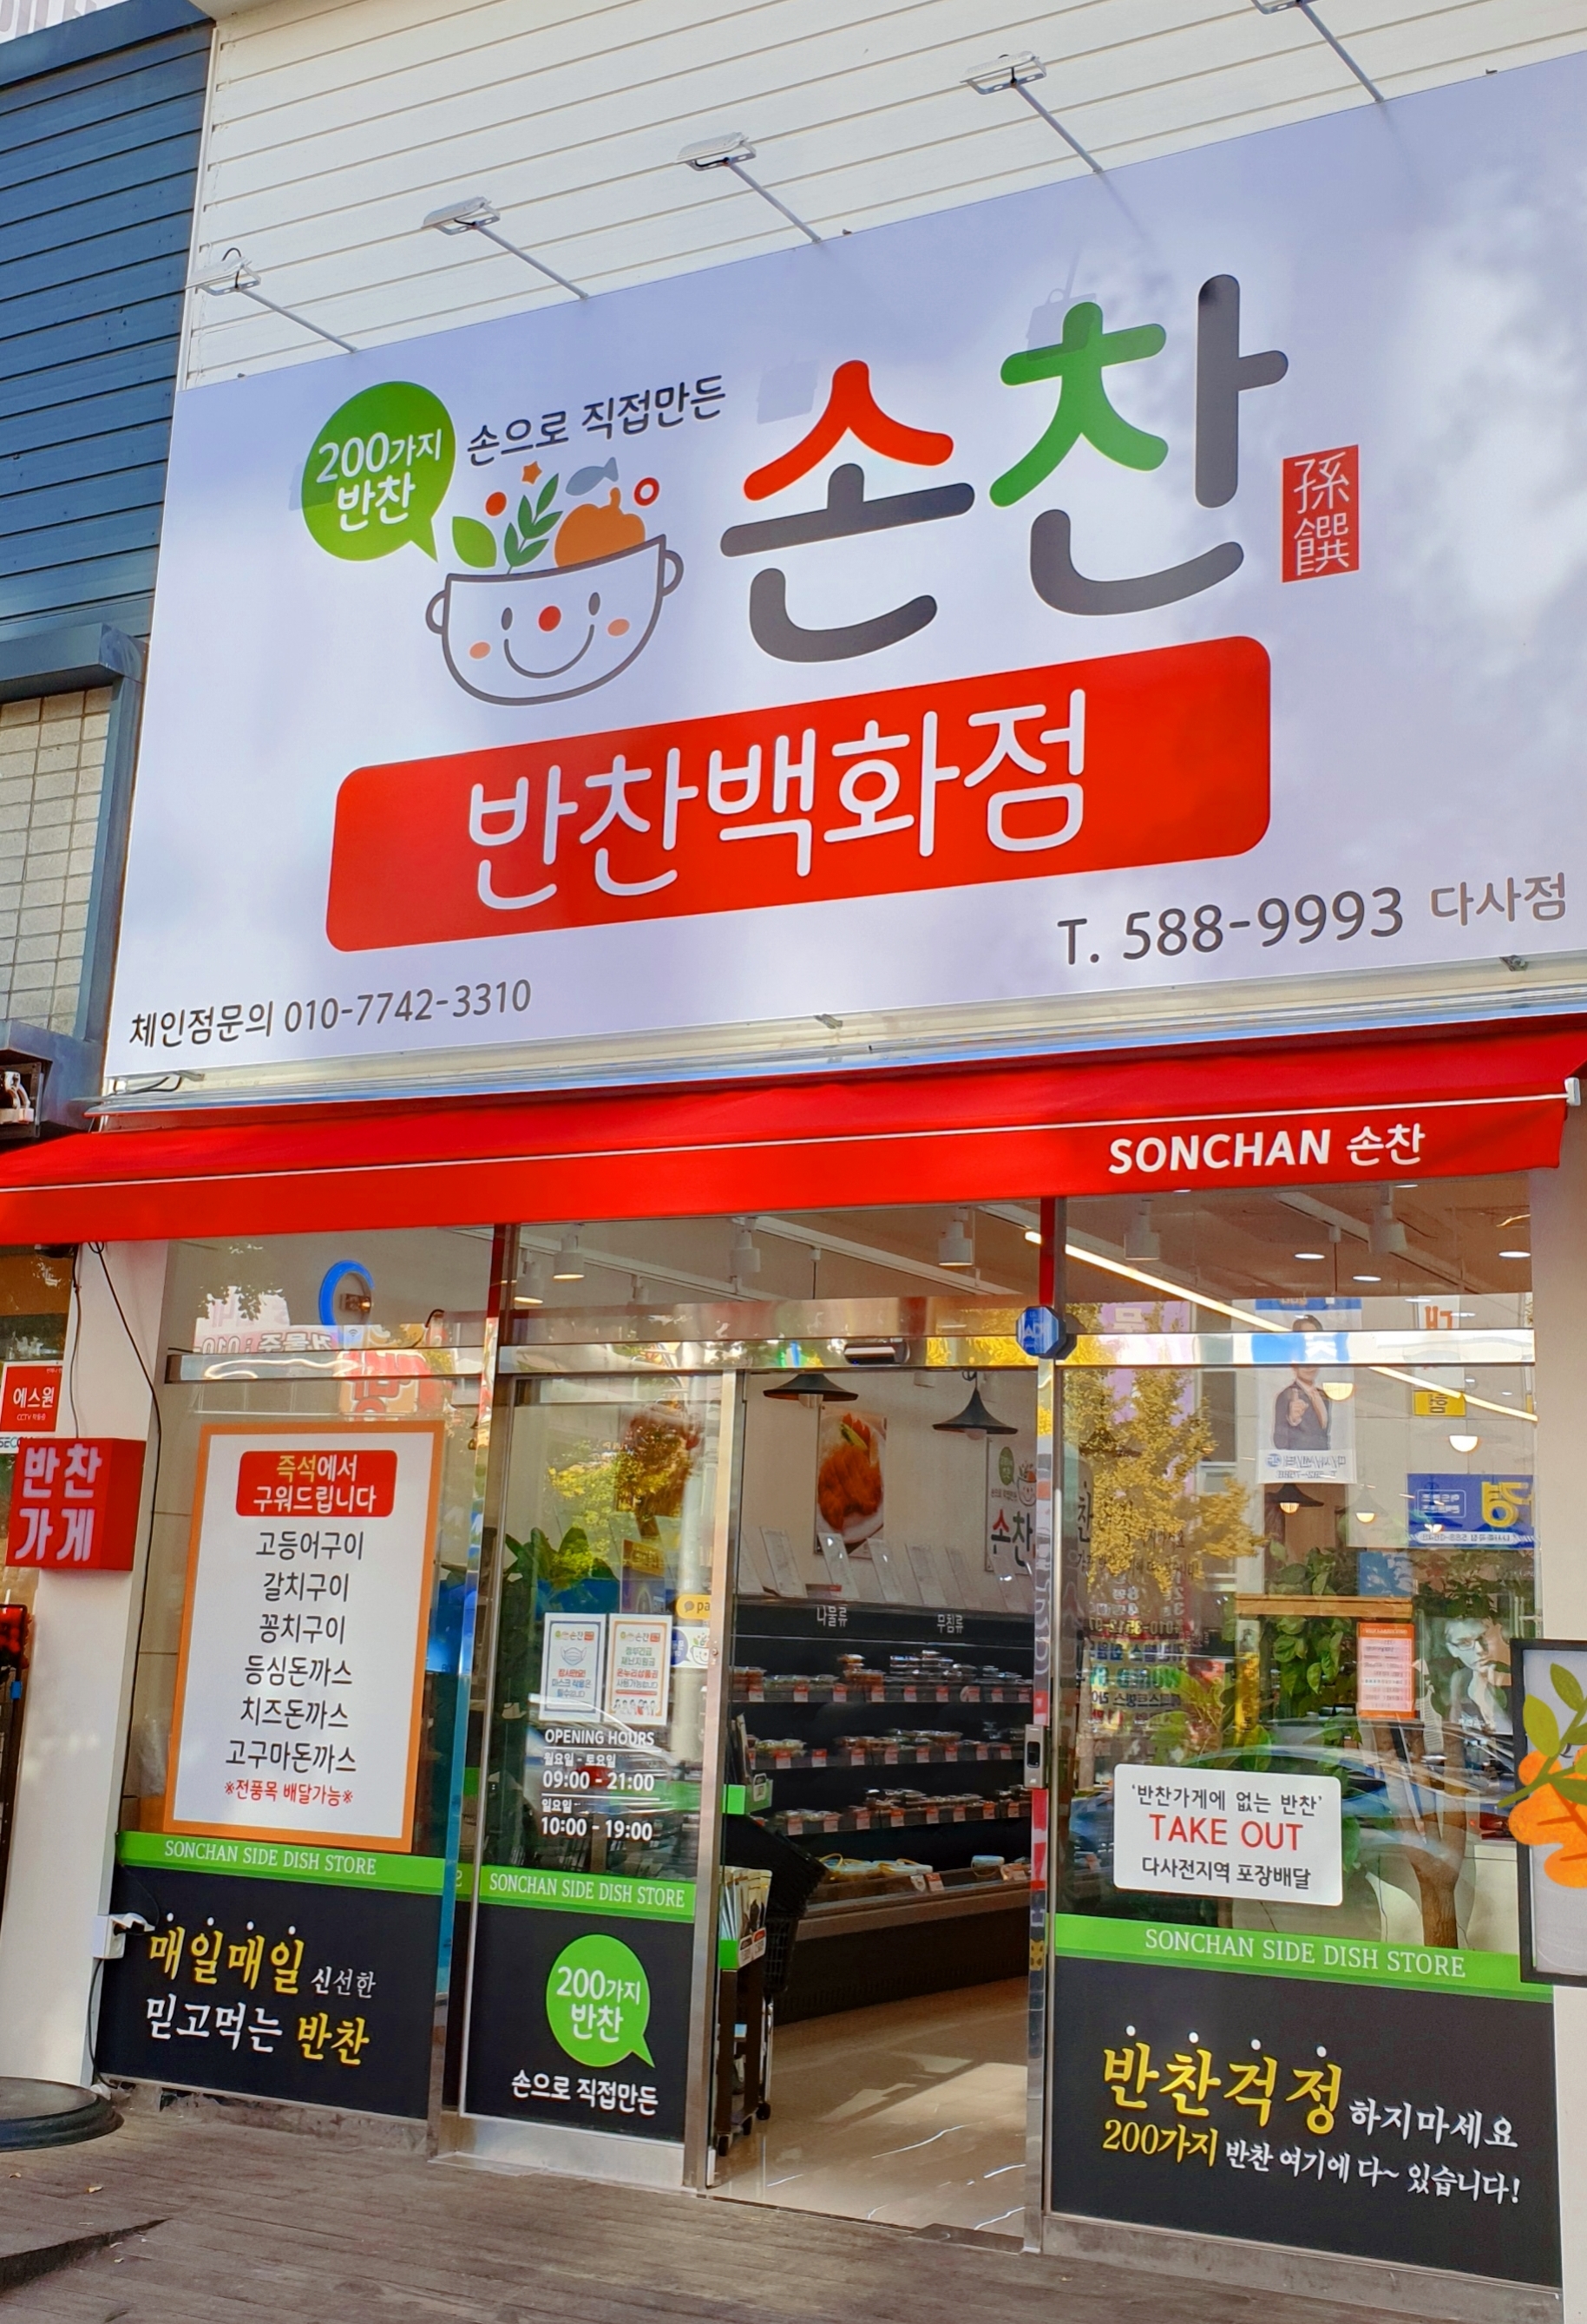 200가지
반찬
손으로 직접만든
손찬
孫
饌
반찬백화점
T. 588-9993 다사점
체인점문의 010-7742-3310
SONCHAN 손찬
에스원
반찬
가게
즉석에서
구워드립니다
고등어구이
갈치구이
꽁치구이
등심돈까스
치즈돈까스
고구마돈까스
※전품목 배달가능※
SONCHAN SIDE DISH STORE
매일매일 신선한
믿고먹는 반찬
OPENING HOURS
월요일 - 토요일
09:00 - 21:00
일요일
10:00 - 19:00
SONCHAN SIDE DISH STORE
200가지
반찬
손으로 직접만든
나물류
무침류
손찬
'반찬가게에 없는 반찬'
TAKE OUT
다사전지역 포장배달
SONCHAN SIDE DISH STORE
반찬걱정 하지마세요
200가지 반찬 여기에 다~ 있습니다!